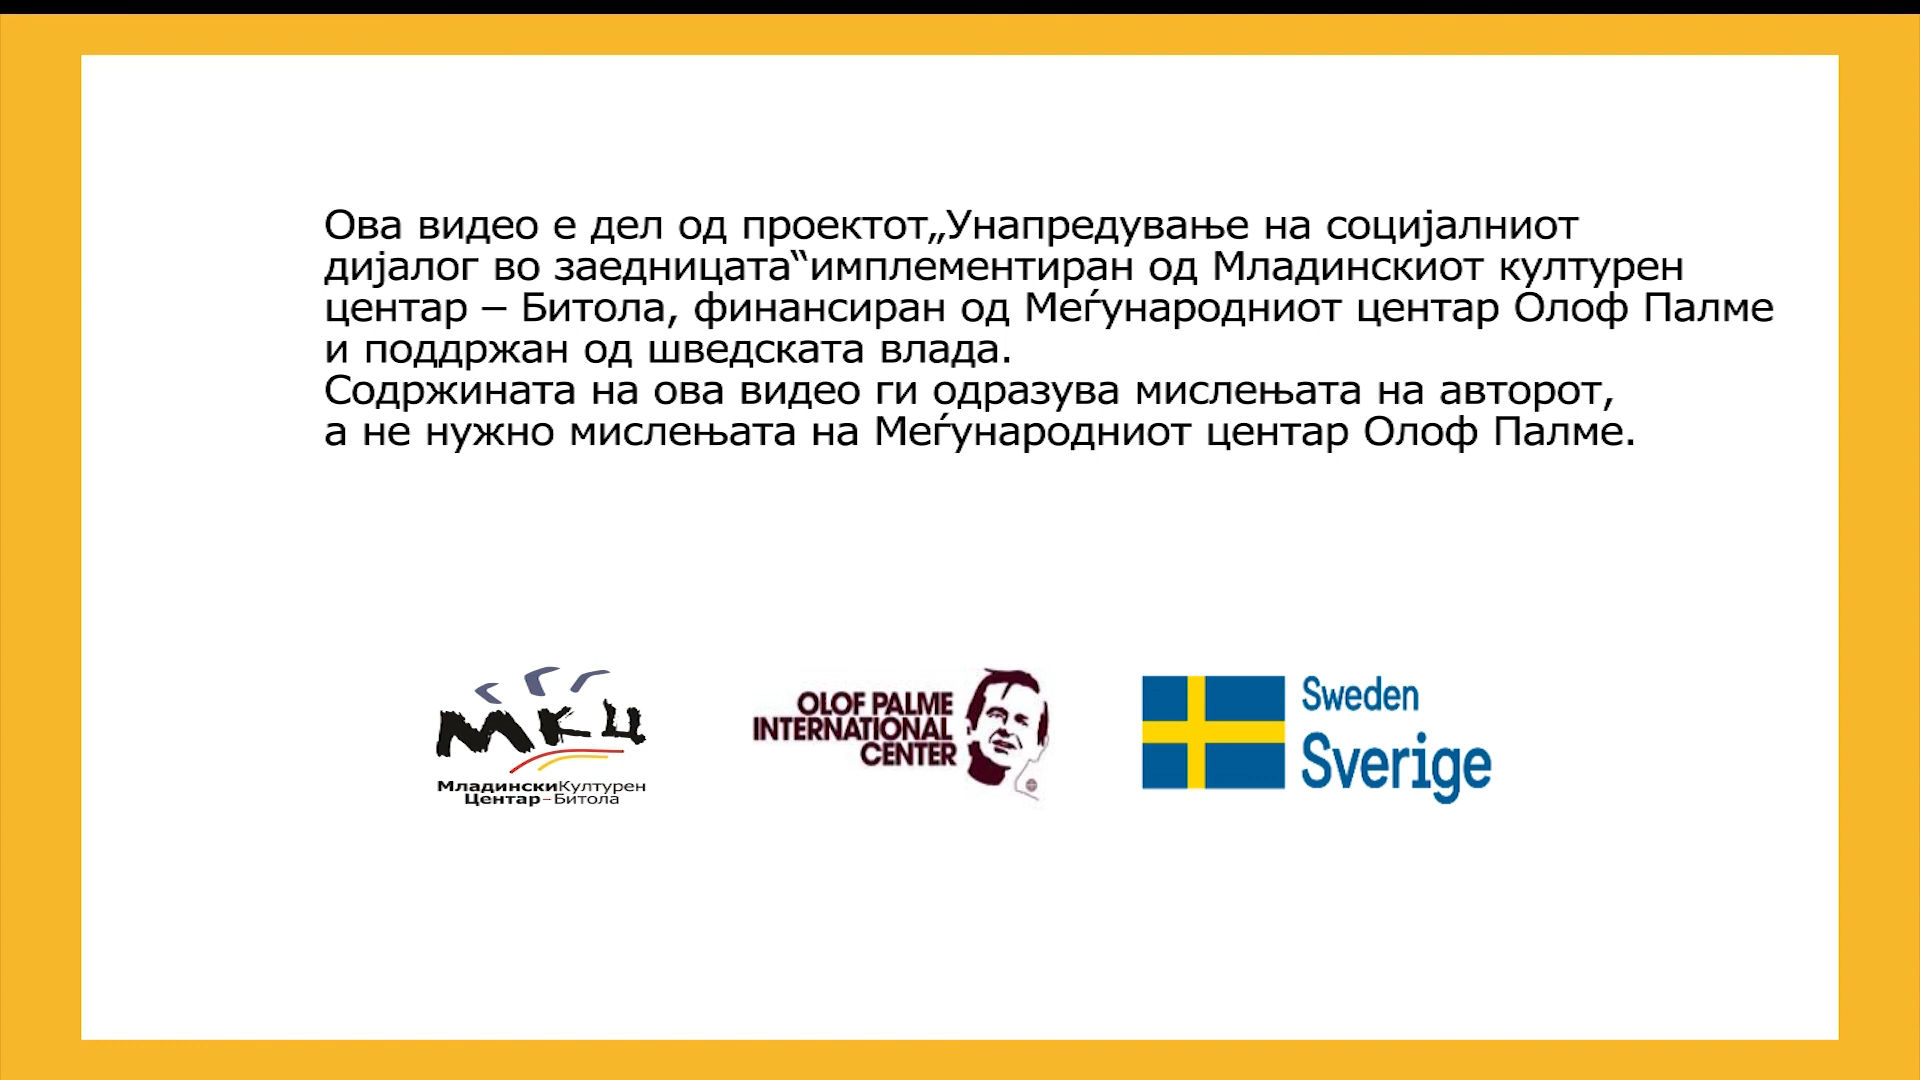 Ова видео е дел од проектот„Унапредување на социјалниот
дијалог во заедницата“имплементиран од Младинскиот културен
центар – Битола, финансиран од Меѓународниот центар Олоф Палме
и поддржан од шведската влада.
Содржината на ова видео ги одразува мислењата на авторот,
а не нужно мислењата на Меѓународниот центар Олоф Палме.
МКЦ
МладинскиКултурен
Центар-Битола
OLOF PALME
INTERNATIONAL
CENTER
Sweden
Sverige